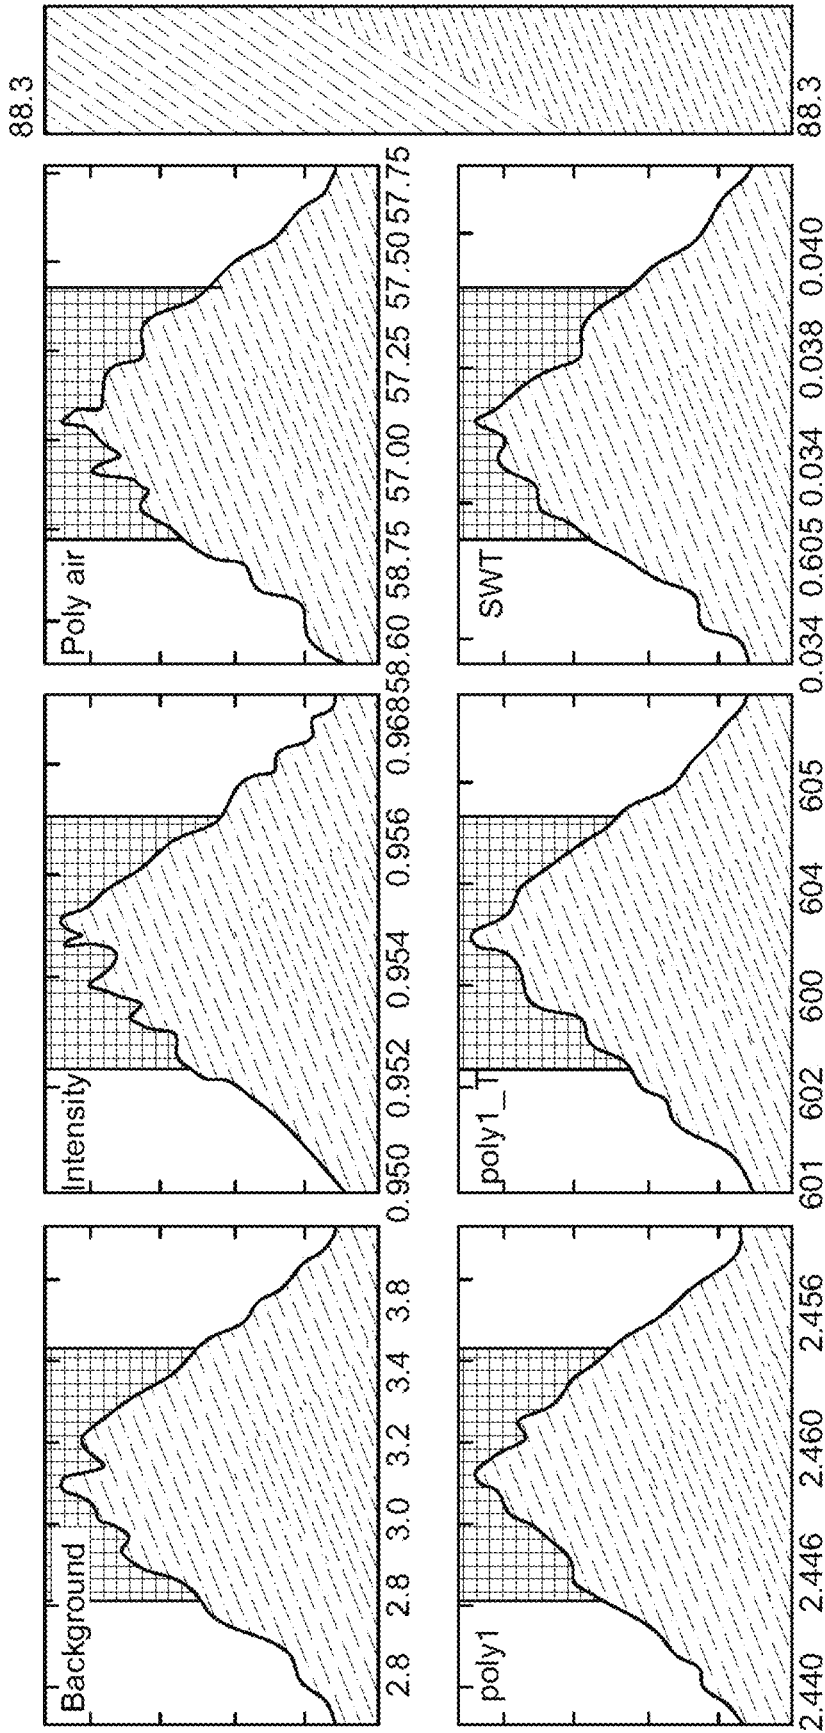 Background
2.8 2.8 3.0 3.2 3.4 3.8
Intensity
0.950 0.952 0.954 0.956 0.968
Poly air
58.60 58.75 57.00 57.25 57.50 57.75
88.3
poly1
2.440 2.446 2.460 2.456
poly1_T
601 602 600 604 605
SWT
0.034 0.605 0.034 0.038 0.040
88.3